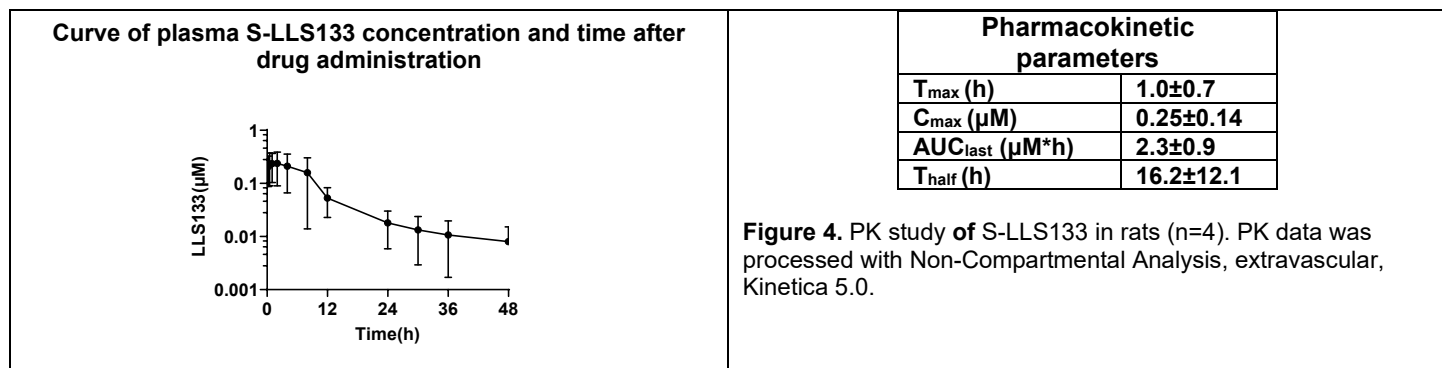 Curve of plasma S-LLS133 concentration and time after
drug administration
1
0.1
0.01
0.001
LLS133(µM)
0
12
24
36
48
Time(h)
Pharmacokinetic
parameters
Tmax (h) 1.0±0.7
Cmax (µM) 0.25±0.14
AUClast (µM*h) 2.3±0.9
Thalf (h) 16.2±12.1
Figure 4. PK study of S-LLS133 in rats (n=4). PK data was
processed with Non-Compartmental Analysis, extravascular,
Kinetica 5.0.